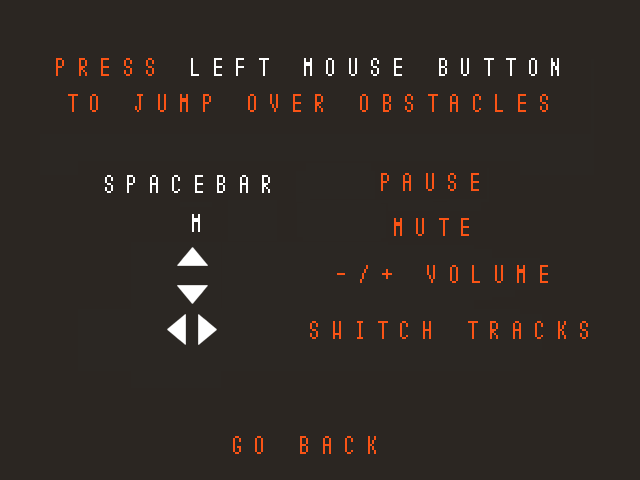 PRESS LEFT MOUSE BUTTON
TO JUMP OVER OBSTACLES
SPACEBAR PAUSE
M MUTE
-/+ VOLUME
SWITCH TRACKS
GO BACK